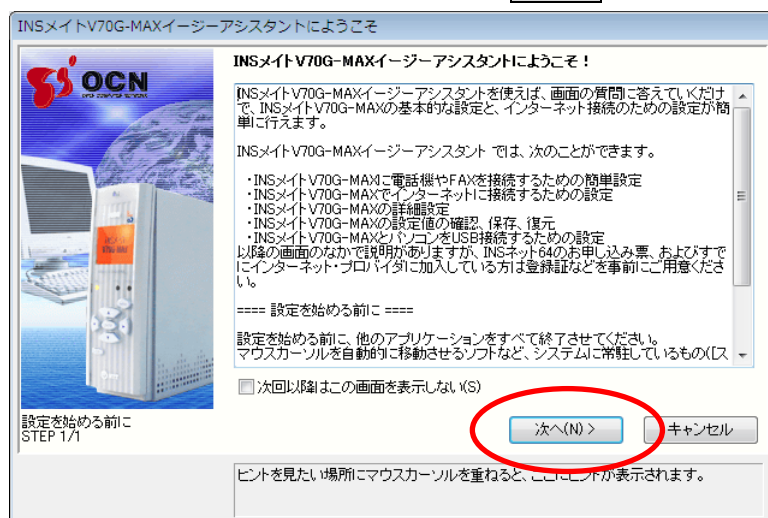 INSメイトV70G-MAXイージーアシスタントにようこそ
OCN
INSメイトV70G-MAXイージーアシスタントにようこそ！
INSメイトV70G-MAXイージーアシスタントを使えば、画面の質問に答えていくだけ
で、INSメイトV70G-MAXの基本的な設定と、インターネット接続のための設定が簡
単に行えます。
INSメイトV70G-MAXイージーアシスタント では、次のことができます。
・INSメイトV70G-MAXに電話機やFAXを接続するための簡単設定
・INSメイトV70G-MAXでインターネットに接続するための設定
・INSメイトV70G-MAXの詳細設定
・INSメイトV70G-MAXの設定値の確認、保存、復元
・INSメイトV70G-MAXとパソコンをUSB接続するための設定
以降の画面のなかで説明がありますが、INSネット64のお申し込み票、およびすで
にインターネット・プロバイダに加入している方は登録証などを事前にご用意くださ
い。
==== 設定を始める前に ====
設定を始める前に、他のアプリケーションをすべて終了させてください。
マウスカーソルを自動的に移動させるソフトなど、システムに常駐しているもの([ス
次回以降はこの画面を表示しない(S)
設定を始める前に
STEP 1/1
次へ(N) >
キャンセル
ヒントを見たい場所にマウスカーソルを重ねると、ここにヒントが表示されます。